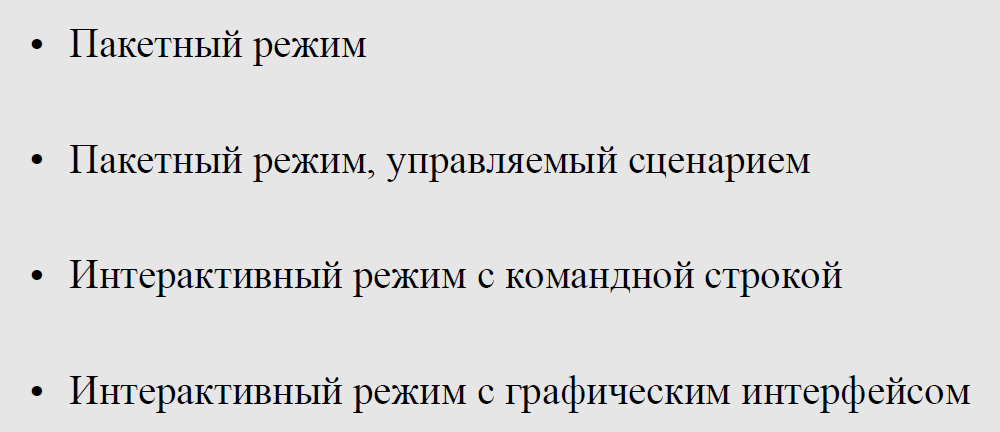 • Пакетный режим
• Пакетный режим, управляемый сценарием
• Интерактивный режим с командной строкой
• Интерактивный режим с графическим интерфейсом